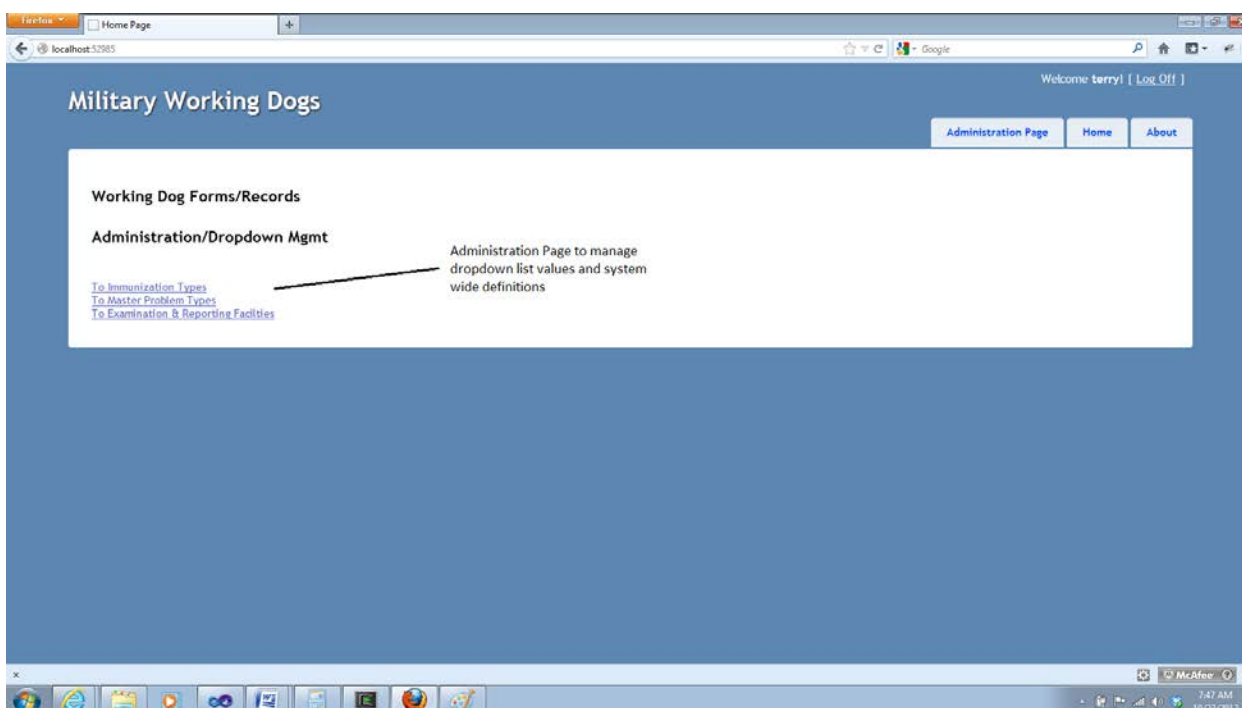 Firefox
Home Page
+
localhost:52985
Google
Welcome terry! [ Log Off ]
Military Working Dogs
Administration Page
Home
About
Working Dog Forms/Records
Administration/Dropdown Mgmt
Administration Page to manage
dropdown list values and system
wide definitions
To Immunization Types
To Master Problem Types
To Examination & Reporting Facilties
x
McAfee
7:47 AM